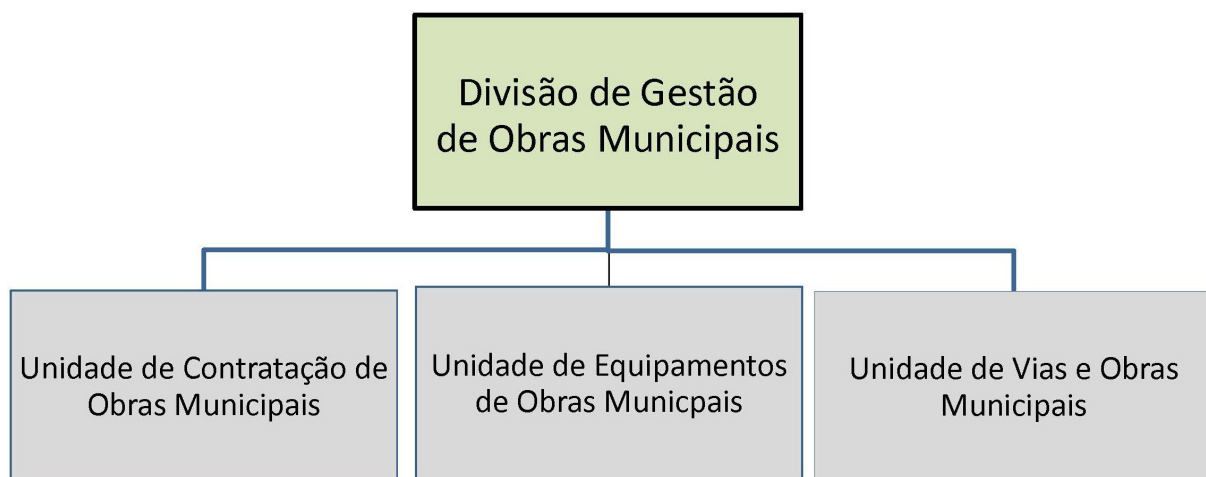 Divisão de Gestão
de Obras Municipais
Unidade de Contratação de
Obras Municipais
Unidade de Equipamentos
de Obras Municpais
Unidade de Vias e Obras
Municipais